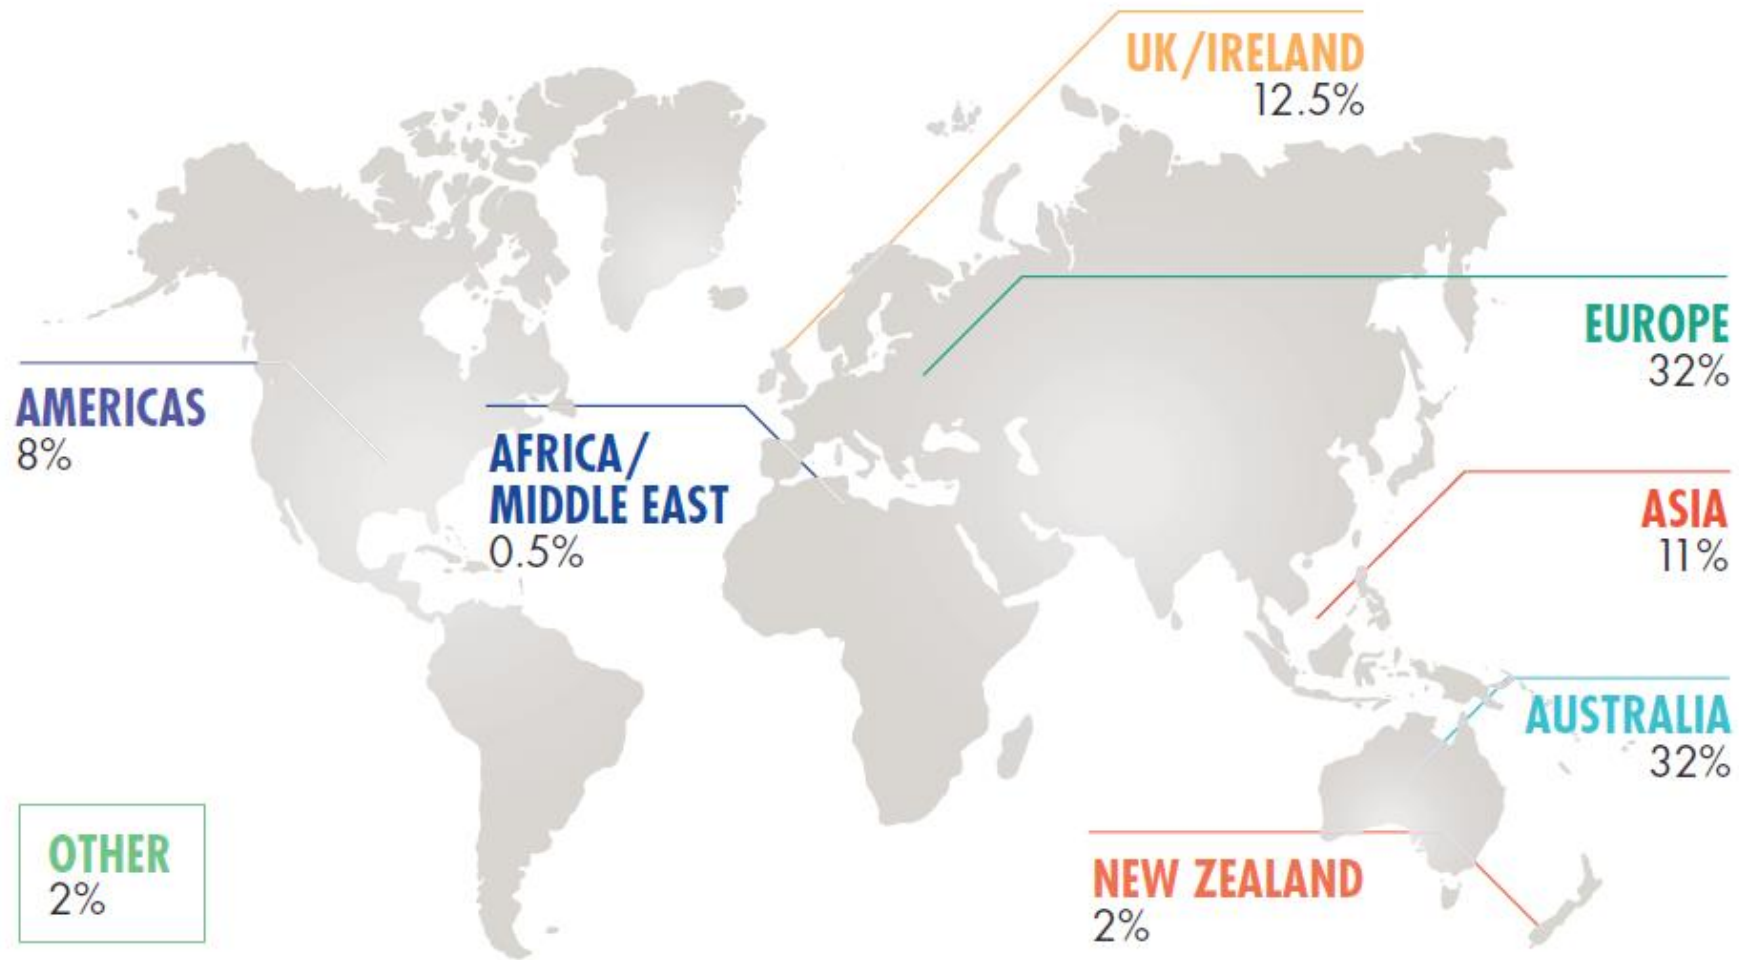 UK/IRELAND
12.5%
EUROPE
32%
AMERICAS
8%
AFRICA/
MIDDLE EAST
0.5%
ASIA
11%
AUSTRALIA
32%
OTHER
2%
NEW ZEALAND
2%